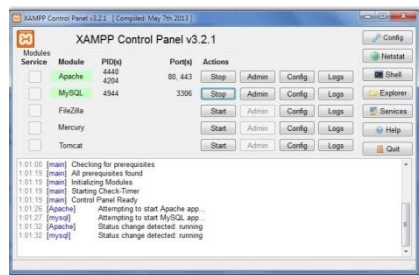 XAMPP Control Panel v3.2.1 [ Compiled: May 7th 2013 ]
XAMPP Control Panel v3.2.1
Config
Modules
Service Module PID(s) Port(s) Actions
Netstat
Apache 4440 4204 80, 443 Stop Admin Config Logs
Shell
MySQL 4944 3306 Stop Admin Config Logs
Explorer
FileZilla Start Admin Config Logs
Services
Mercury Start Admin Config Logs
Help
Tomcat Start Admin Config Logs
Quit
1:01:00 [main] Checking for prerequisites
1:01:19 [main] All prerequisites found
1:01:19 [main] Initializing Modules
1:01:19 [main] Starting Check-Timer
1:01:19 [main] Control Panel Ready
1:01:26 [Apache] Attempting to start Apache app...
1:01:27 [mysql] Attempting to start MySQL app...
1:01:32 [Apache] Status change detected: running
1:01:32 [mysql] Status change detected: running